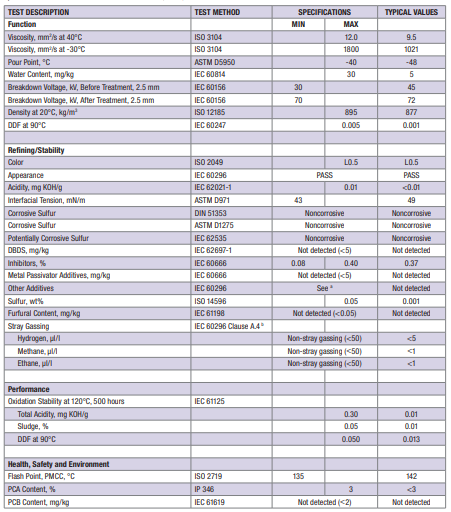 TEST DESCRIPTION TEST METHOD SPECIFICATIONS TYPICAL VALUES
Function MIN MAX
Viscosity, mm²/s at 40°C ISO 3104 12.0 9.5
Viscosity, mm²/s at -30°C ISO 3104 1800 1021
Pour Point, °C ASTM D5950 -40 -48
Water Content, mg/kg IEC 60814 30 5
Breakdown Voltage, kV, Before Treatment, 2.5 mm IEC 60156 30 45
Breakdown Voltage, kV, After Treatment, 2.5 mm IEC 60156 70 72
Density at 20°C, kg/m³ ISO 12185 895 877
DDF at 90°C IEC 60247 0.005 0.001
Refining/Stability
Color ISO 2049 L0.5 L0.5
Appearance IEC 60296 PASS PASS
Acidity, mg KOH/g IEC 62021-1 0.01 <0.01
Interfacial Tension, mN/m ASTM D971 43 49
Corrosive Sulfur DIN 51353 Noncorrosive Noncorrosive
Corrosive Sulfur ASTM D1275 Noncorrosive Noncorrosive
Potentially Corrosive Sulfur IEC 62535 Noncorrosive Noncorrosive
DBDS, mg/kg IEC 62697-1 Not detected (<5) Not detected
Inhibitors, % IEC 60666 0.08 0.40 0.37
Metal Passivator Additives, mg/kg IEC 60666 Not detected (<5) Not detected
Other Additives IEC 60296 See Not detected
Sulfur, wt% ISO 14596 0.05 0.001
Furfural Content, mg/kg IEC 61198 Not detected (<0.05) Not detected
Stray Gassing IEC 60296 Clause A.4
Hydrogen, µl/l Non-stray gassing (<50) <5
Methane, µl/l Non-stray gassing (<50) <1
Ethane, µl/l Non-stray gassing (<50) <1
Performance
Oxidation Stability at 120°C, 500 hours IEC 61125
Total Acidity, mg KOH/g 0.30 0.01
Sludge, % 0.05 0.01
DDF at 90°C 0.050 0.013
Health, Safety and Environment
Flash Point, PMCC, °C ISO 2719 135 142
PCA Content, % IP 346 3 <3
PCB Content, mg/kg IEC 61619 Not detected (<2) Not detected